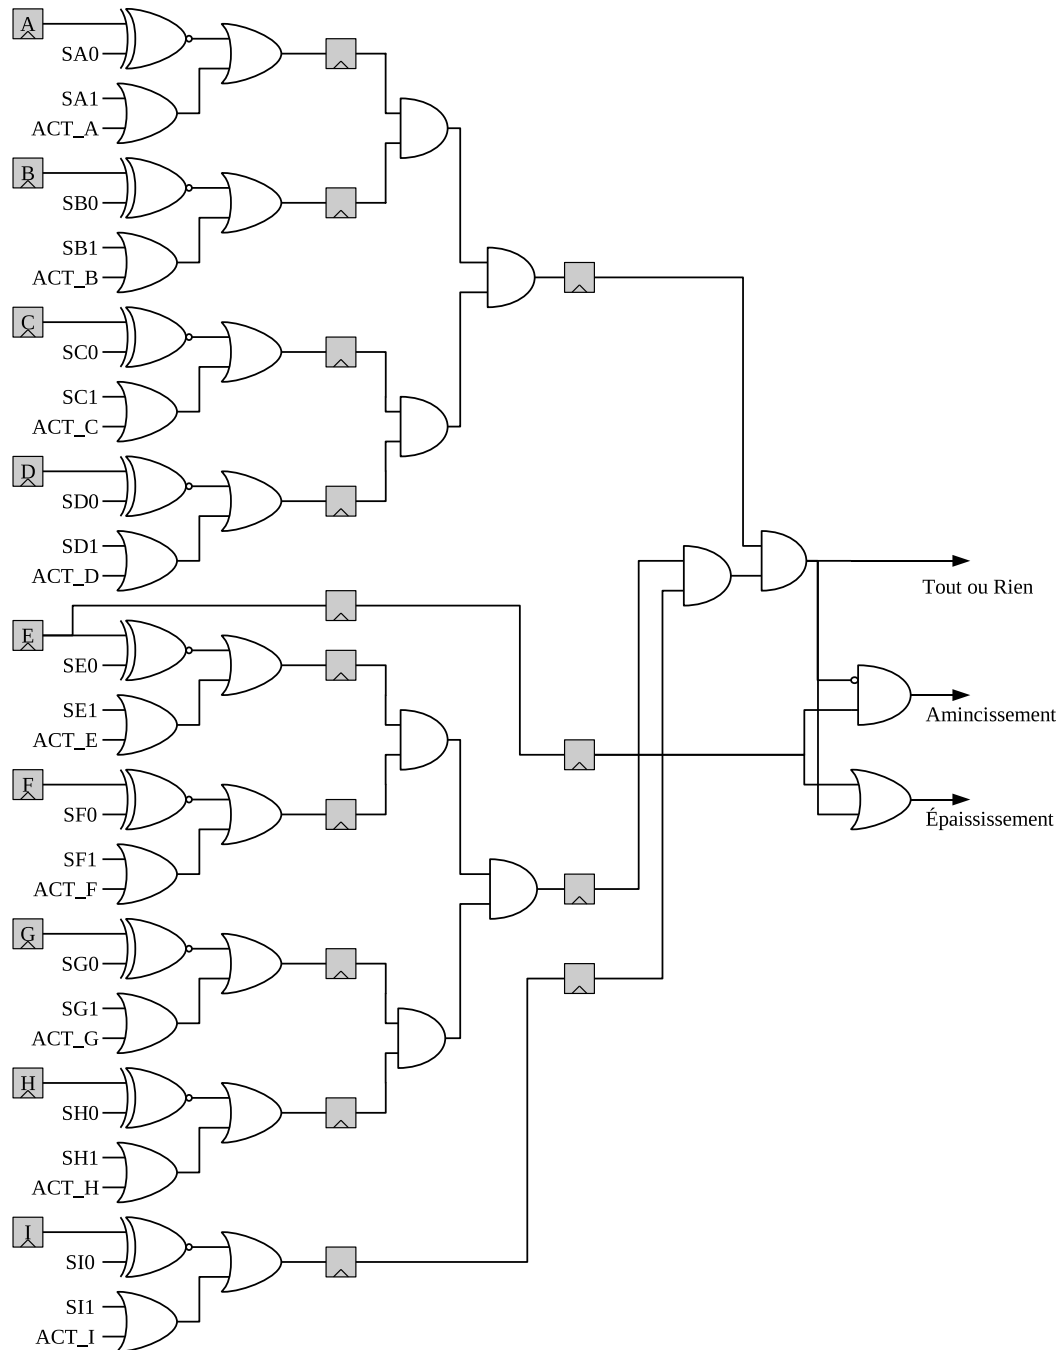 A
SA0
SA1
ACT_A
B
SB0
SB1
ACT_B
C
SC0
SC1
ACT_C
D
SD0
SD1
ACT_D
Tout ou Rien
E
SE0
SE1
ACT_E
Amincissement
F
SF0
SF1
ACT_F
Épaississement
G
SG0
SG1
ACT_G
H
SH0
SH1
ACT_H
I
SI0
SI1
ACT_I